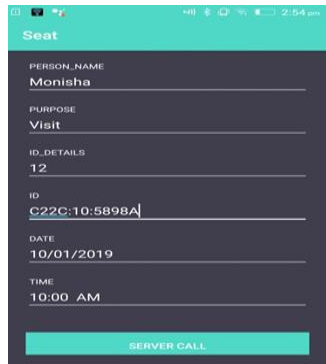 2:54 pm
Seat
PERSON_NAME
Monisha
PURPOSE
Visit
ID_DETAILS
12
ID
C22C:10:5898A
DATE
10/01/2019
TIME
10:00 AM
SERVER CALL